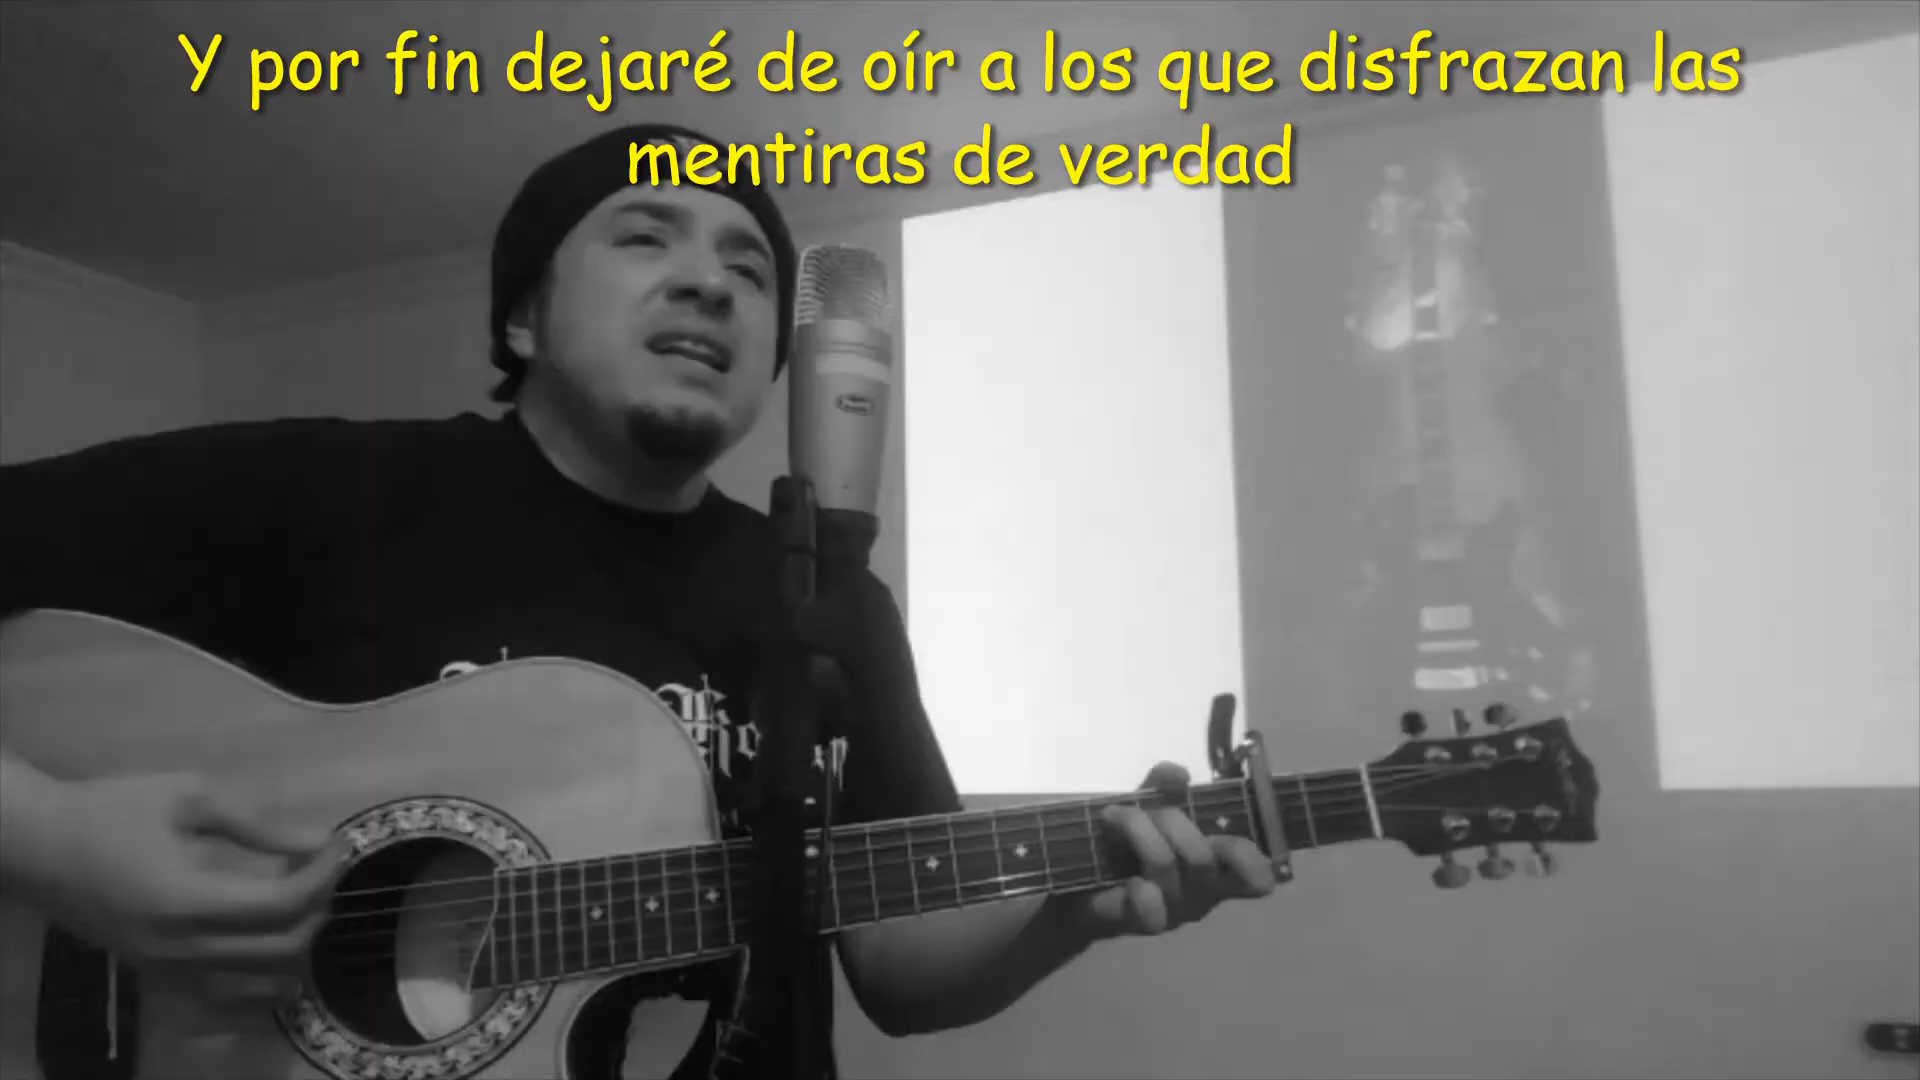 Y por fin dejaré de oír a los que disfrazan las
mentiras de verdad